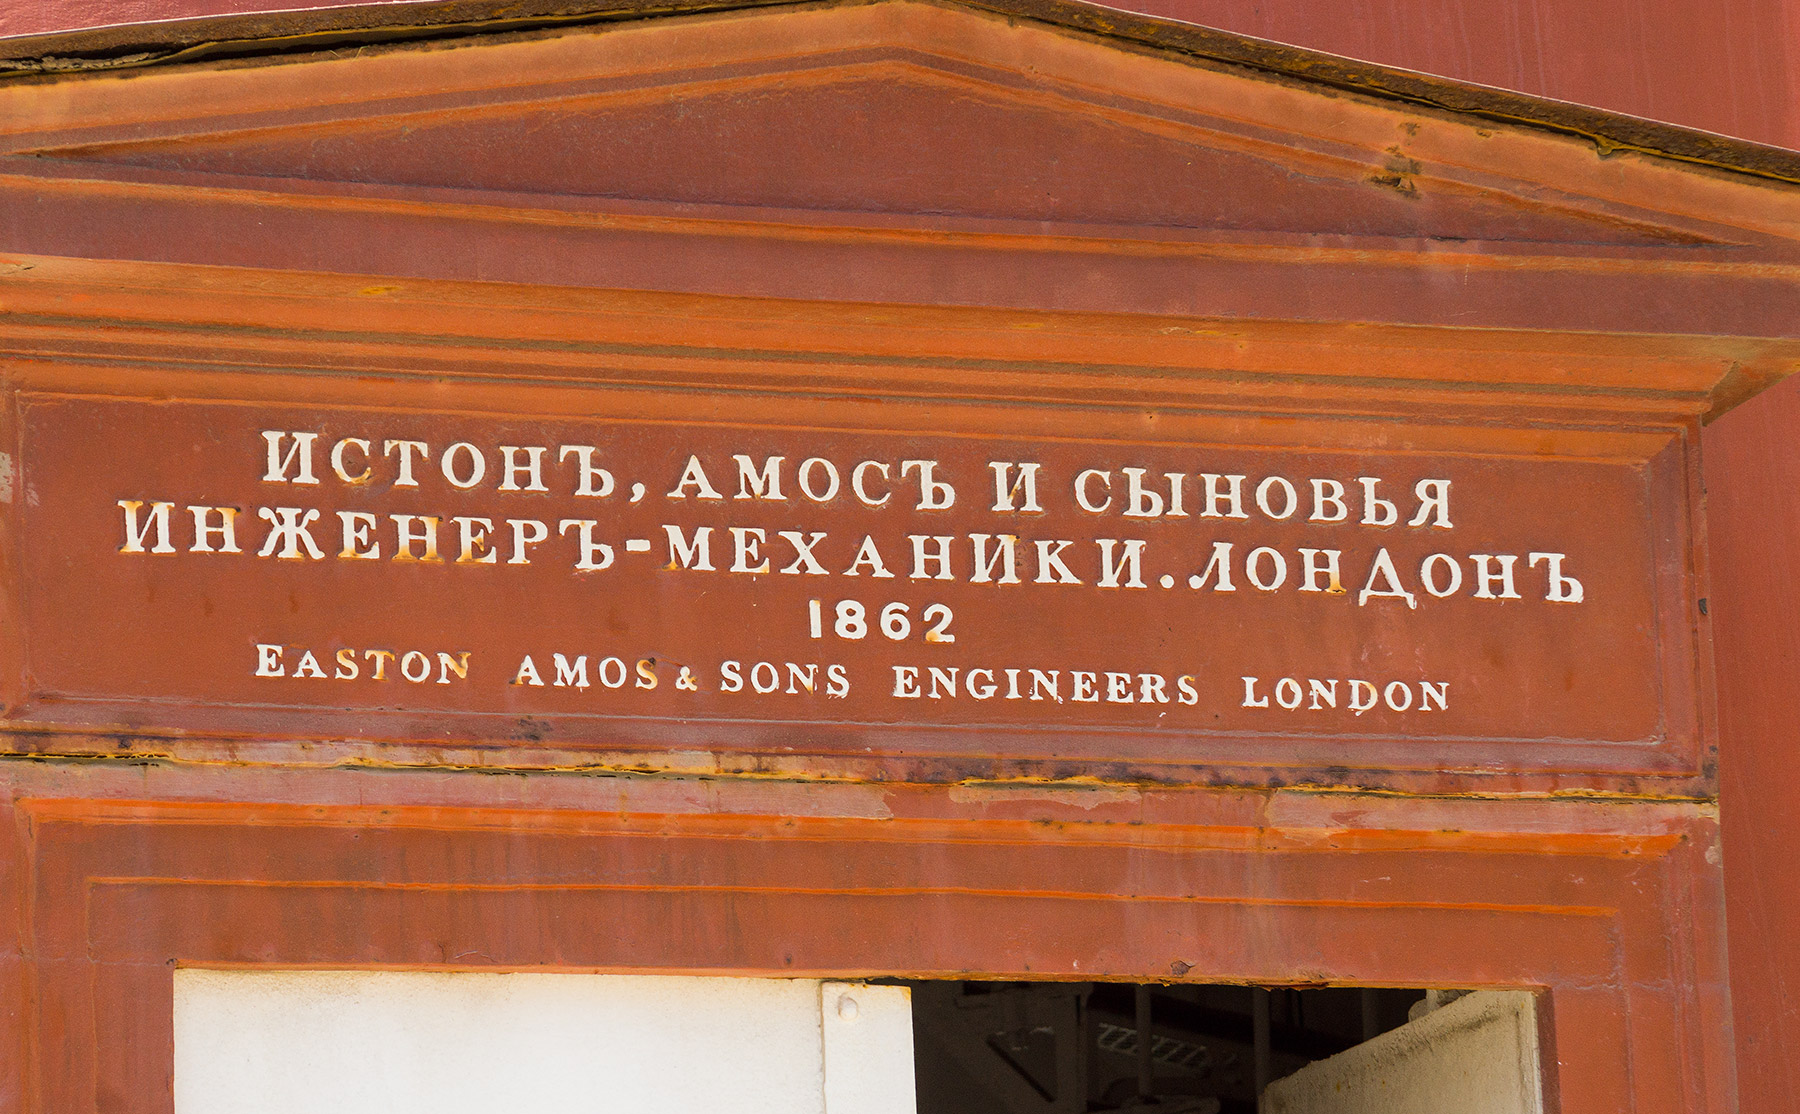 ИСТОНЪ, АМОСЪ И СЫНОВЬЯ
ИНЖЕНЕРЪ-МЕХАНИКИ.ЛОНДОНЪ
1862
EASTON AMOS & SONS ENGINEERS LONDON